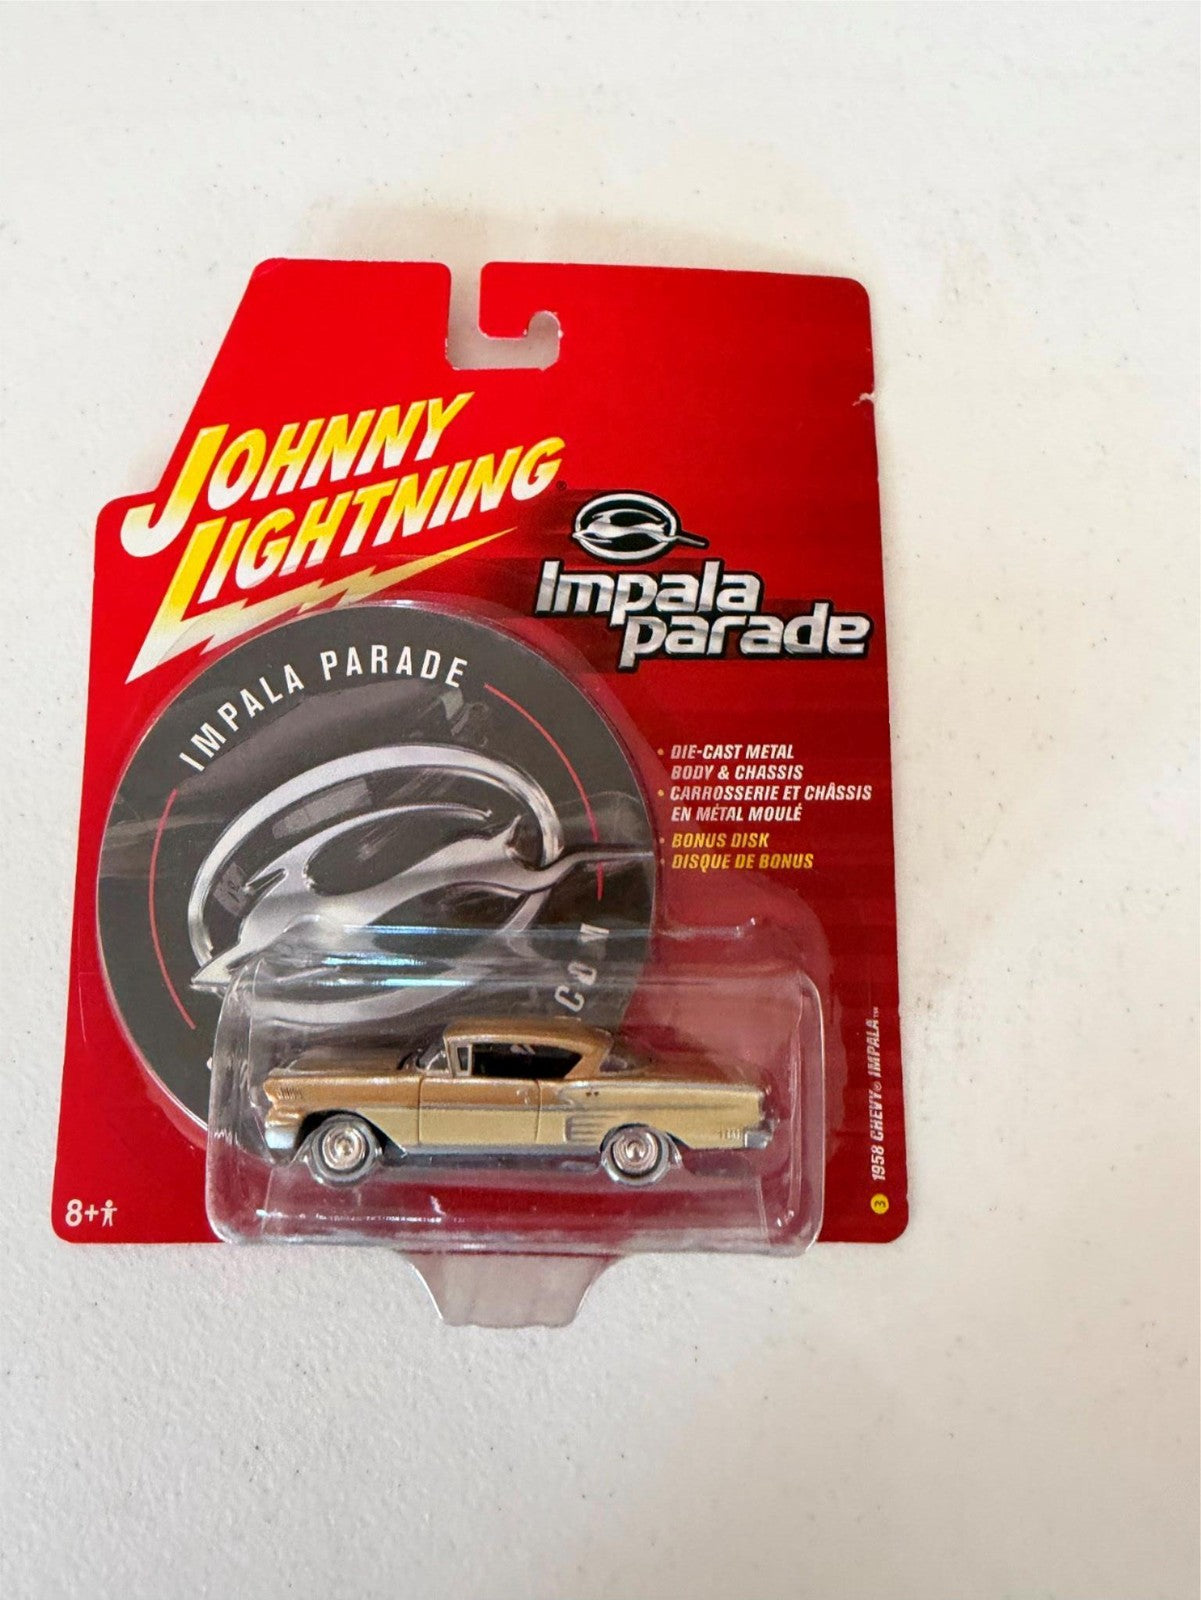 JOHNNY
LIGHTNING®
Impala
parade
IMPALA PARADE
• DIE-CAST METAL
BODY & CHASSIS
• CARROSSERIE ET CHÂSSIS
EN MÉTAL MOULÉ
• BONUS DISK
• DISQUE DE BONUS
COM
8+
3 1958 CHEVY® IMPALA™